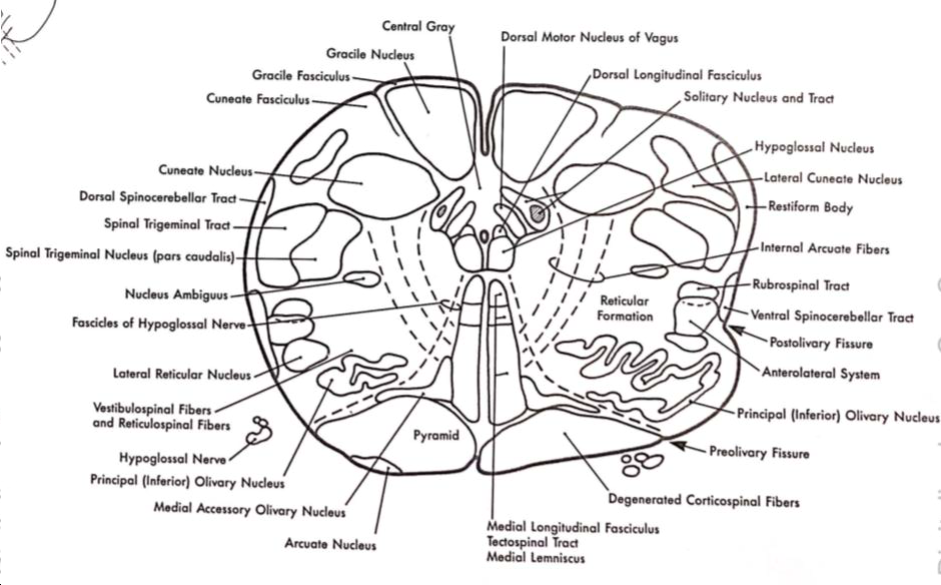 Central Gray
Dorsal Motor Nucleus of Vagus
Gracile Nucleus
Gracile Fasciculus
Dorsal Longitudinal Fasciculus
Cuneate Fasciculus
Solitary Nucleus and Tract
Hypoglossal Nucleus
Cuneate Nucleus
Lateral Cuneate Nucleus
Dorsal Spinocerebellar Tract
Restiform Body
Spinal Trigeminal Tract
Internal Arcuate Fibers
Spinal Trigeminal Nucleus (pars caudalis)
Rubrospinal Tract
Nucleus Ambiguus
Reticular
Formation
Ventral Spinocerebellar Tract
Fascicles of Hypoglossal Nerve
Postolivary Fissure
Lateral Reticular Nucleus
Anterolateral System
Vestibulospinal Fibers
and Reticulospinal Fibers
Principal (Inferior) Olivary Nucleus
Pyramid
Hypoglossal Nerve
Preolivary Fissure
Principal (Inferior) Olivary Nucleus
Degenerated Corticospinal Fibers
Medial Accessory Olivary Nucleus
Arcuate Nucleus
Medial Longitudinal Fasciculus
Tectospinal Tract
Medial Lemniscus